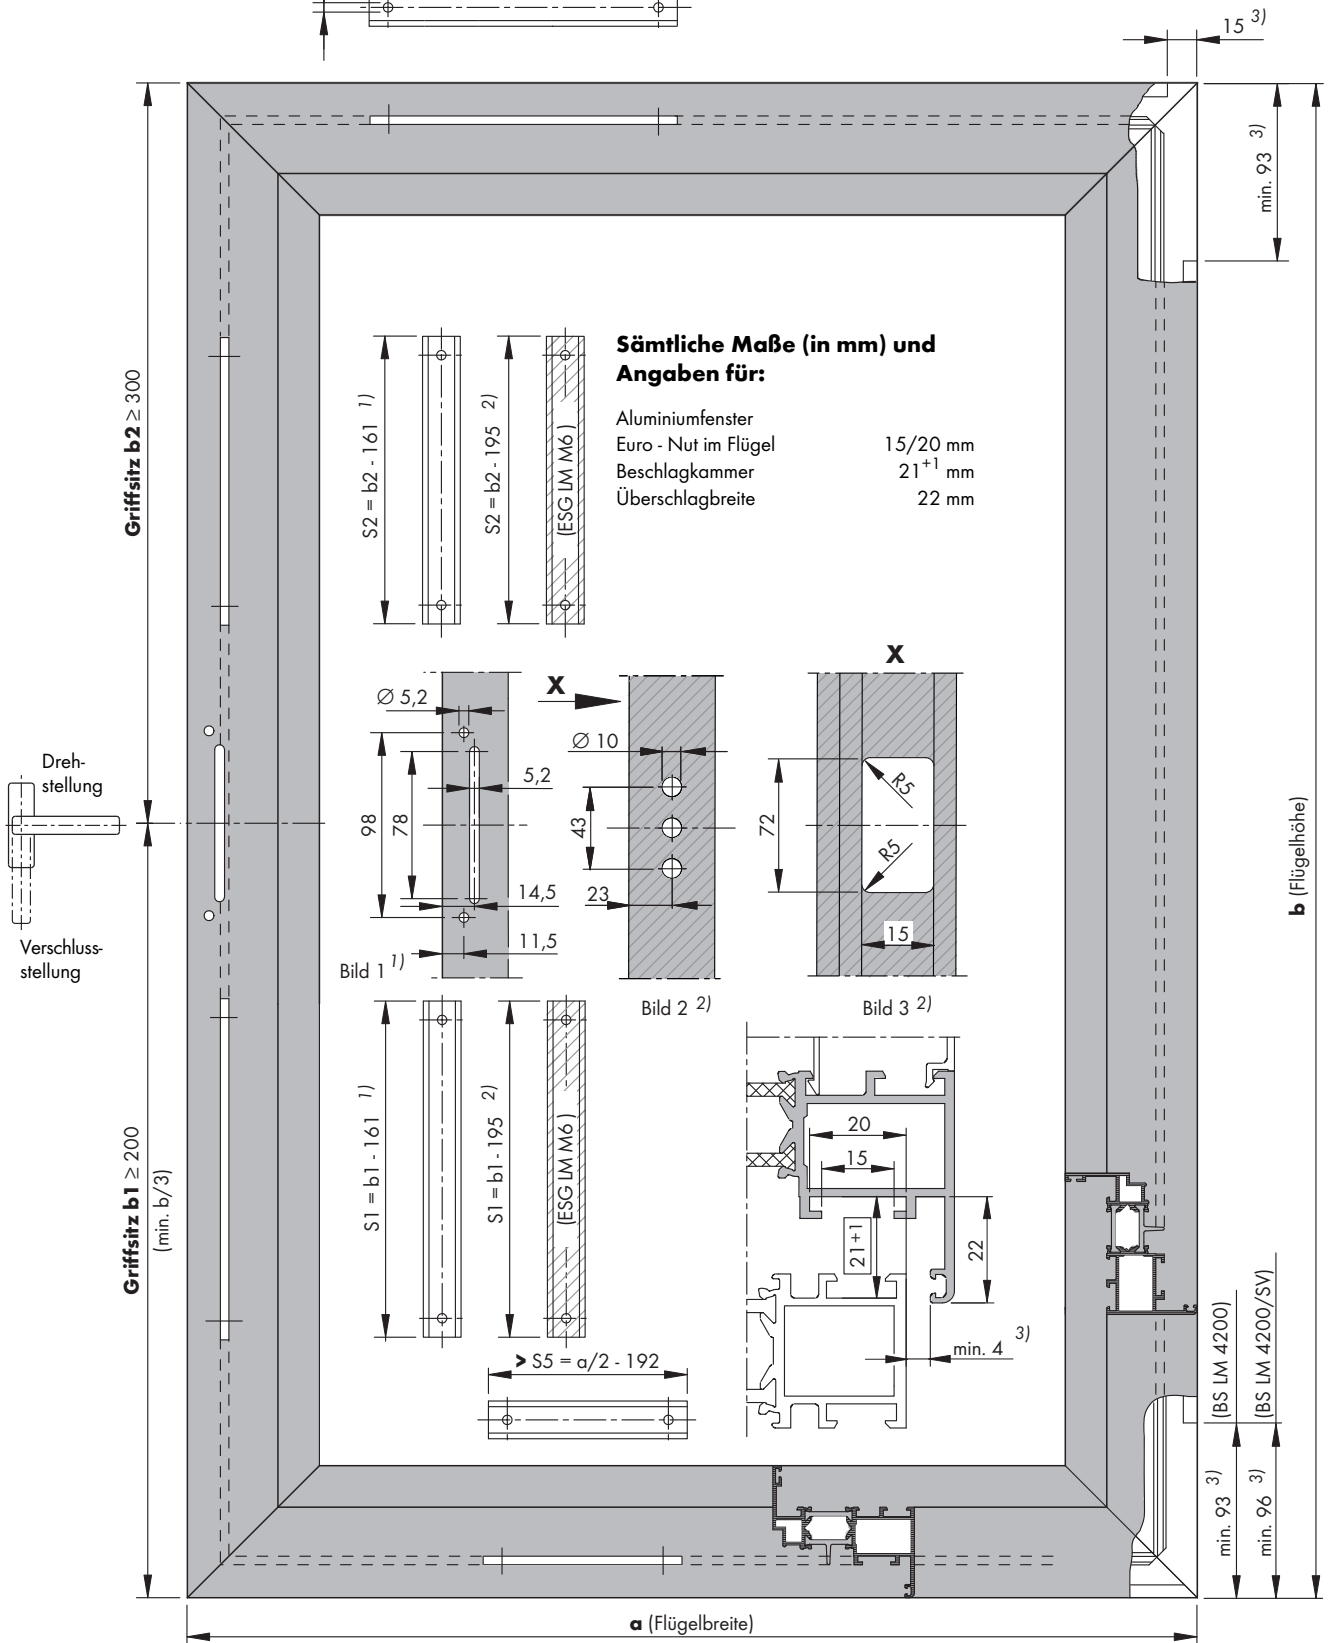 15 3)
min. 93 3)
Griffsitz b2 ≥ 300
S2 = b2 - 161 1)
S2 = b2 - 195 2)
(ESG LM M6 )
Sämtliche Maße (in mm) und
Angaben für:
Aluminiumfenster
Euro - Nut im Flügel 15/20 mm
Beschlagkammer 21+1 mm
Überschlagbreite 22 mm
X
X
Ø 5,2
5,2
98
78
14,5
11,5
Bild 1 1)
Ø 10
43
23
Bild 2 2)
R5
R5
72
15
Bild 3 2)
Dreh-
stellung
Verschluss-
stellung
b (Flügelhöhe)
Griffsitz b1 ≥ 200
(min. b/3)
S1 = b1 - 161 1)
S1 = b1 - 195 2)
(ESG LM M6 )
20
15
21+1
22
min. 4 3)
> S5 = a/2 - 192
(BS LM 4200)
(BS LM 4200/SV)
min. 93 3)
min. 96 3)
a (Flügelbreite)